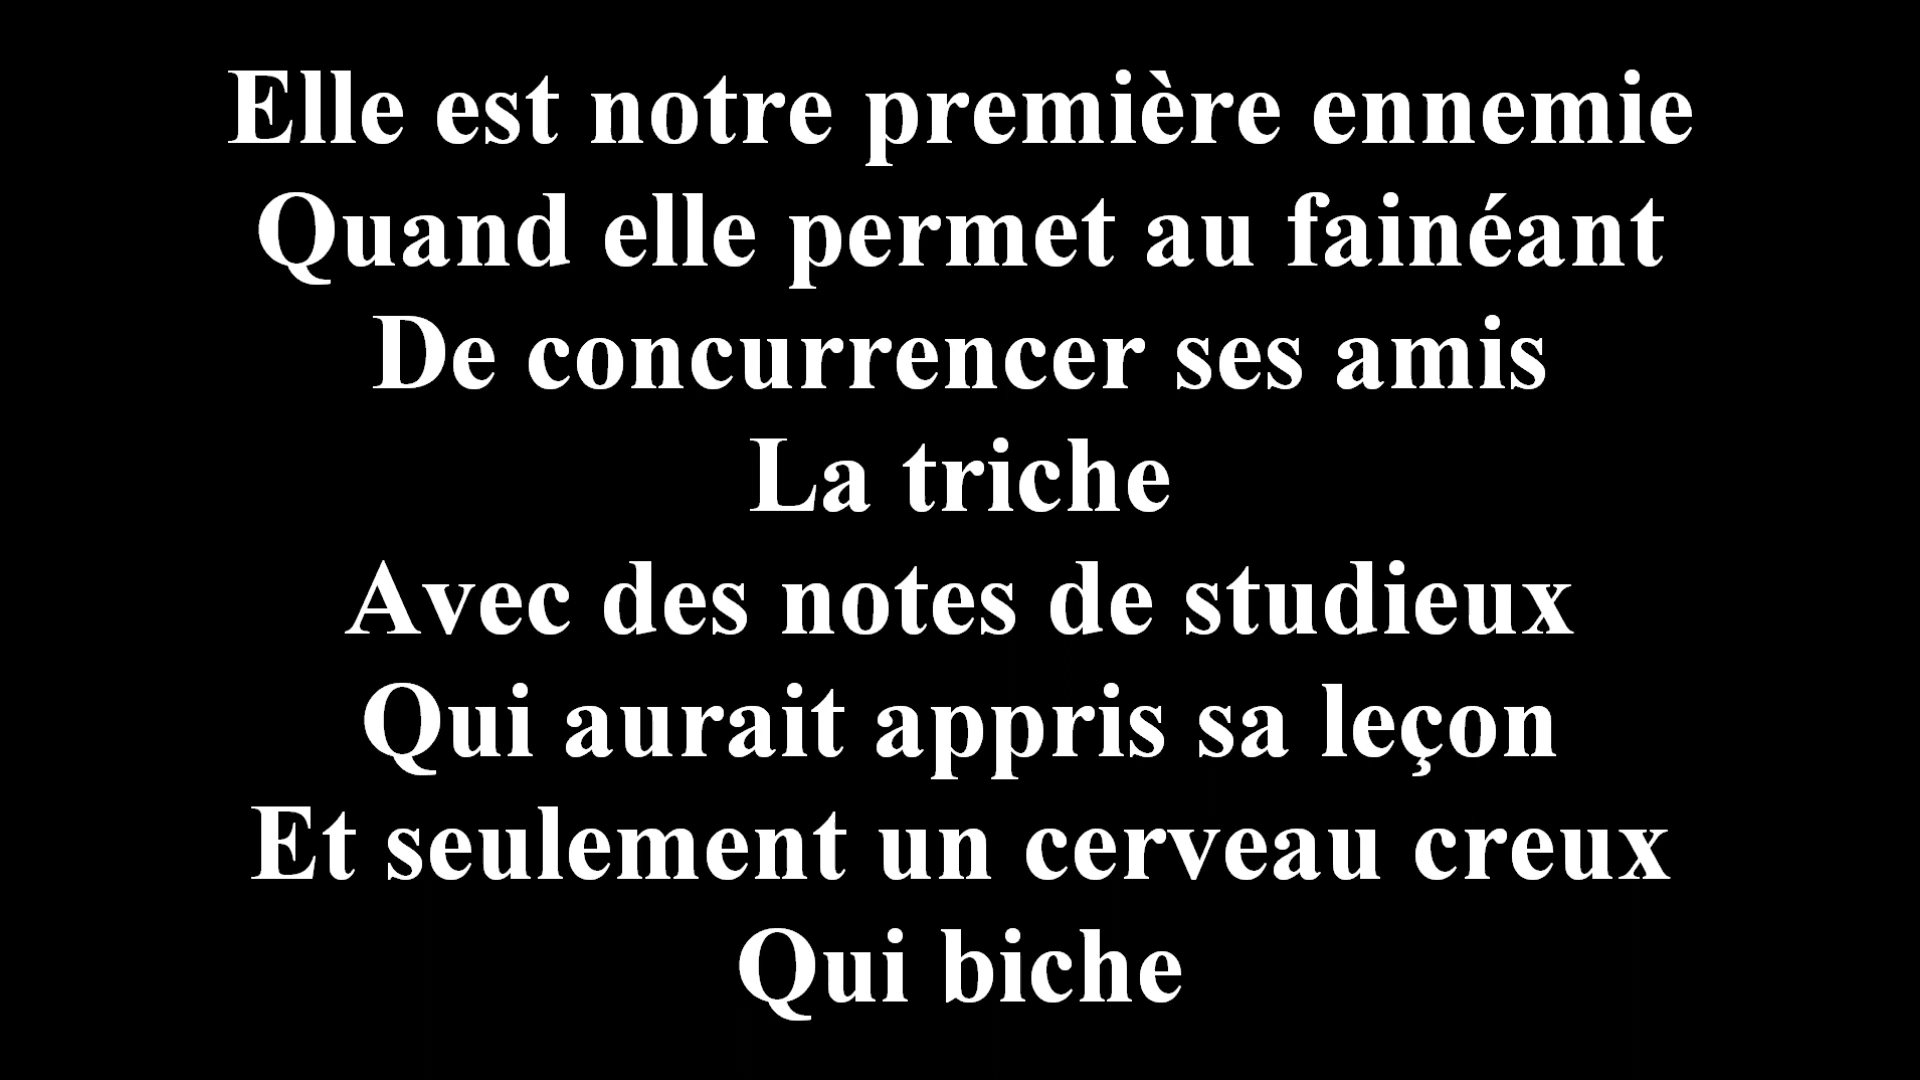 Elle est notre première ennemie
Quand elle permet au fainéant
De concurrencer ses amis
La triche
Avec des notes de studieux
Qui aurait appris sa leçon
Et seulement un cerveau creux
Qui biche